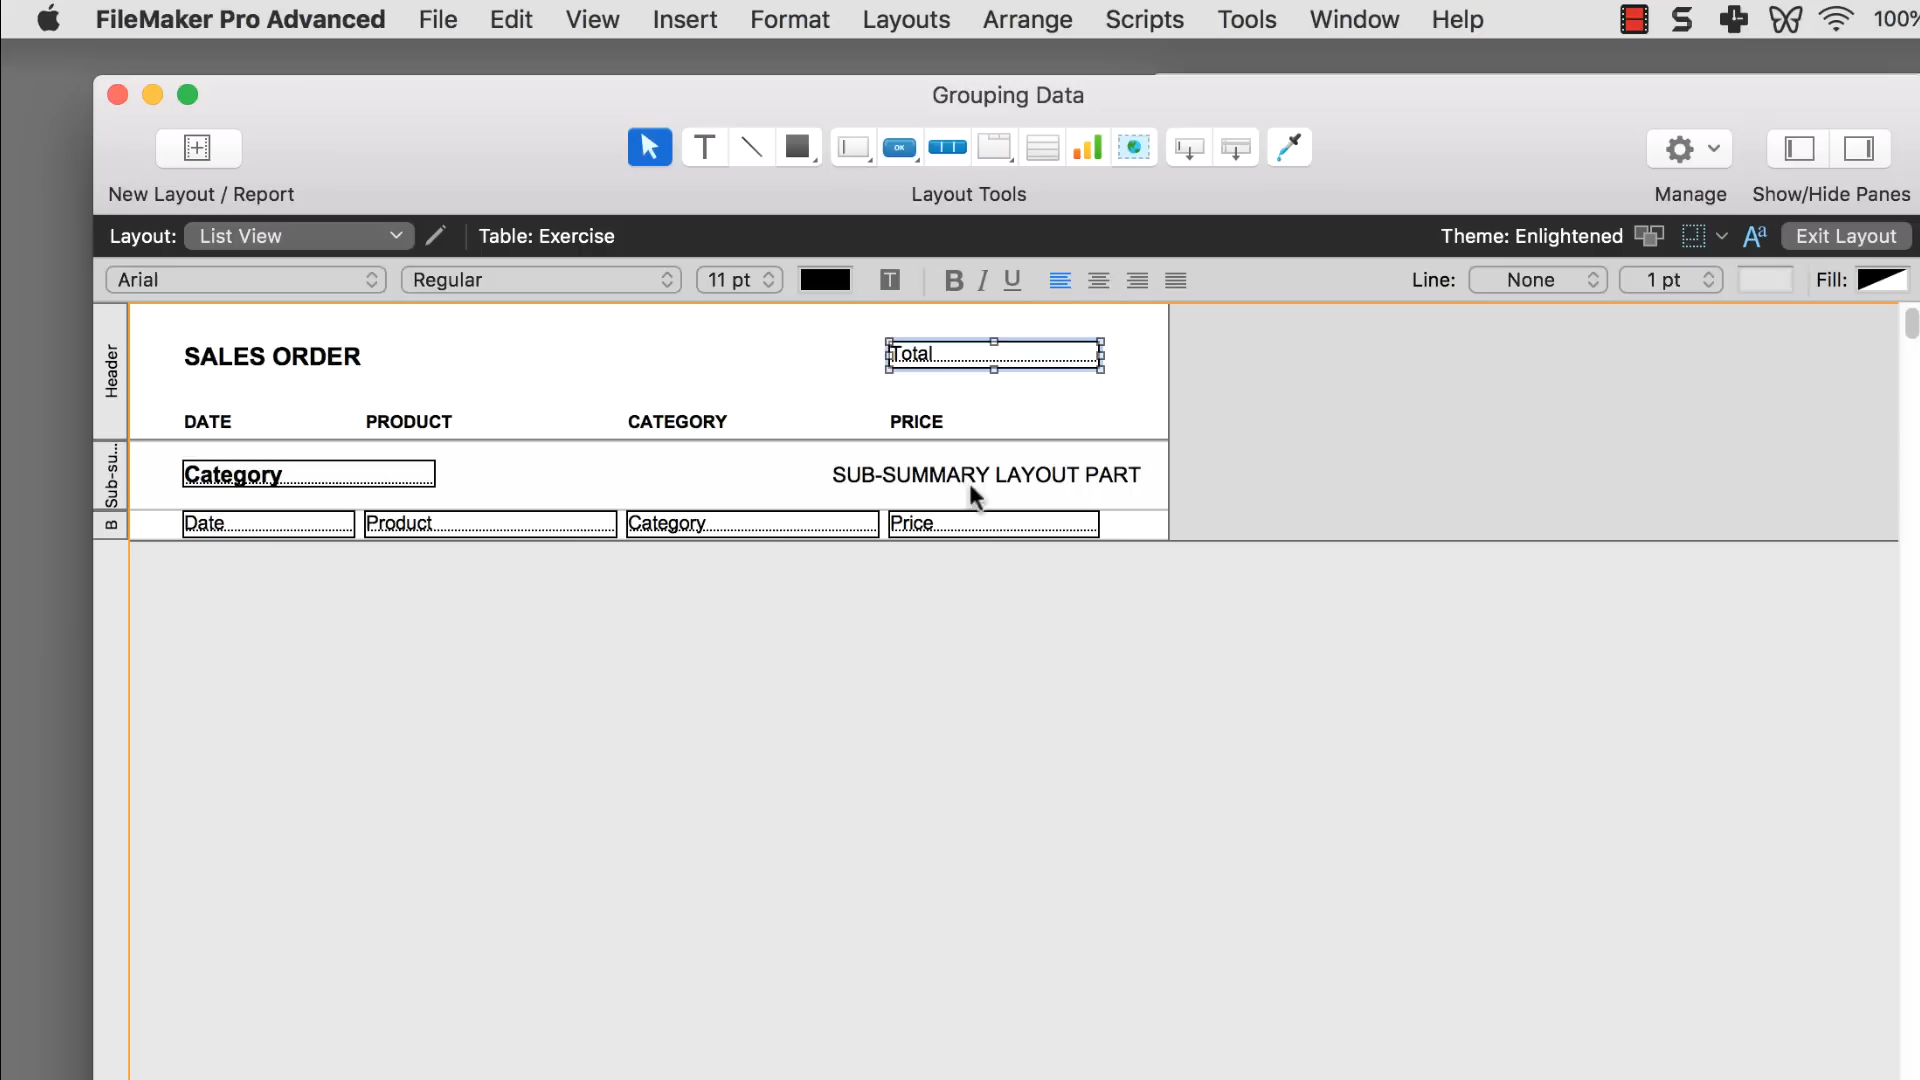 FileMaker Pro Advanced File Edit View Insert Format Layouts Arrange Scripts Tools Window Help 100%
Grouping Data
T OK
New Layout / Report Layout Tools Manage Show/Hide Panes
Layout: List View Table: Exercise Theme: Enlightened Aa Exit Layout
Arial Regular 11 pt T B I U Line: None 1 pt Fill:
Header
SALES ORDER Total
DATE PRODUCT CATEGORY PRICE
Sub-su...
Category SUB-SUMMARY LAYOUT PART
B Date Product Category Price